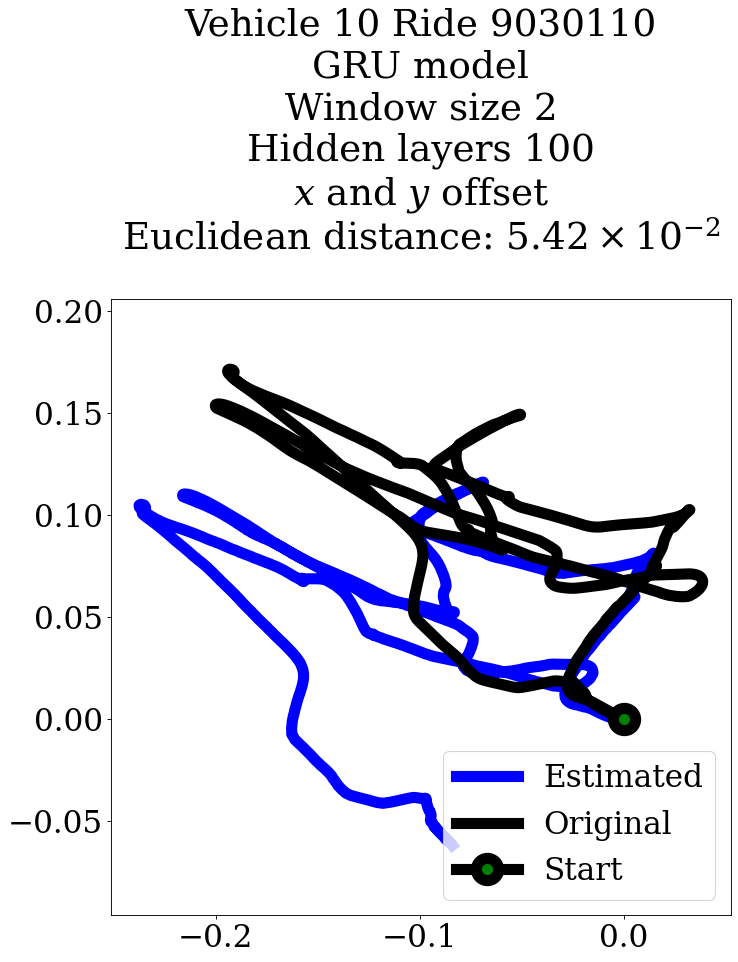 Vehicle 10 Ride 9030110
GRU model
Window size 2
Hidden layers 100
x and y offset
Euclidean distance: 5.42 × 10⁻²
0.20
0.15
0.10
0.05
0.00
−0.05
−0.2
−0.1
0.0
Estimated
Original
Start